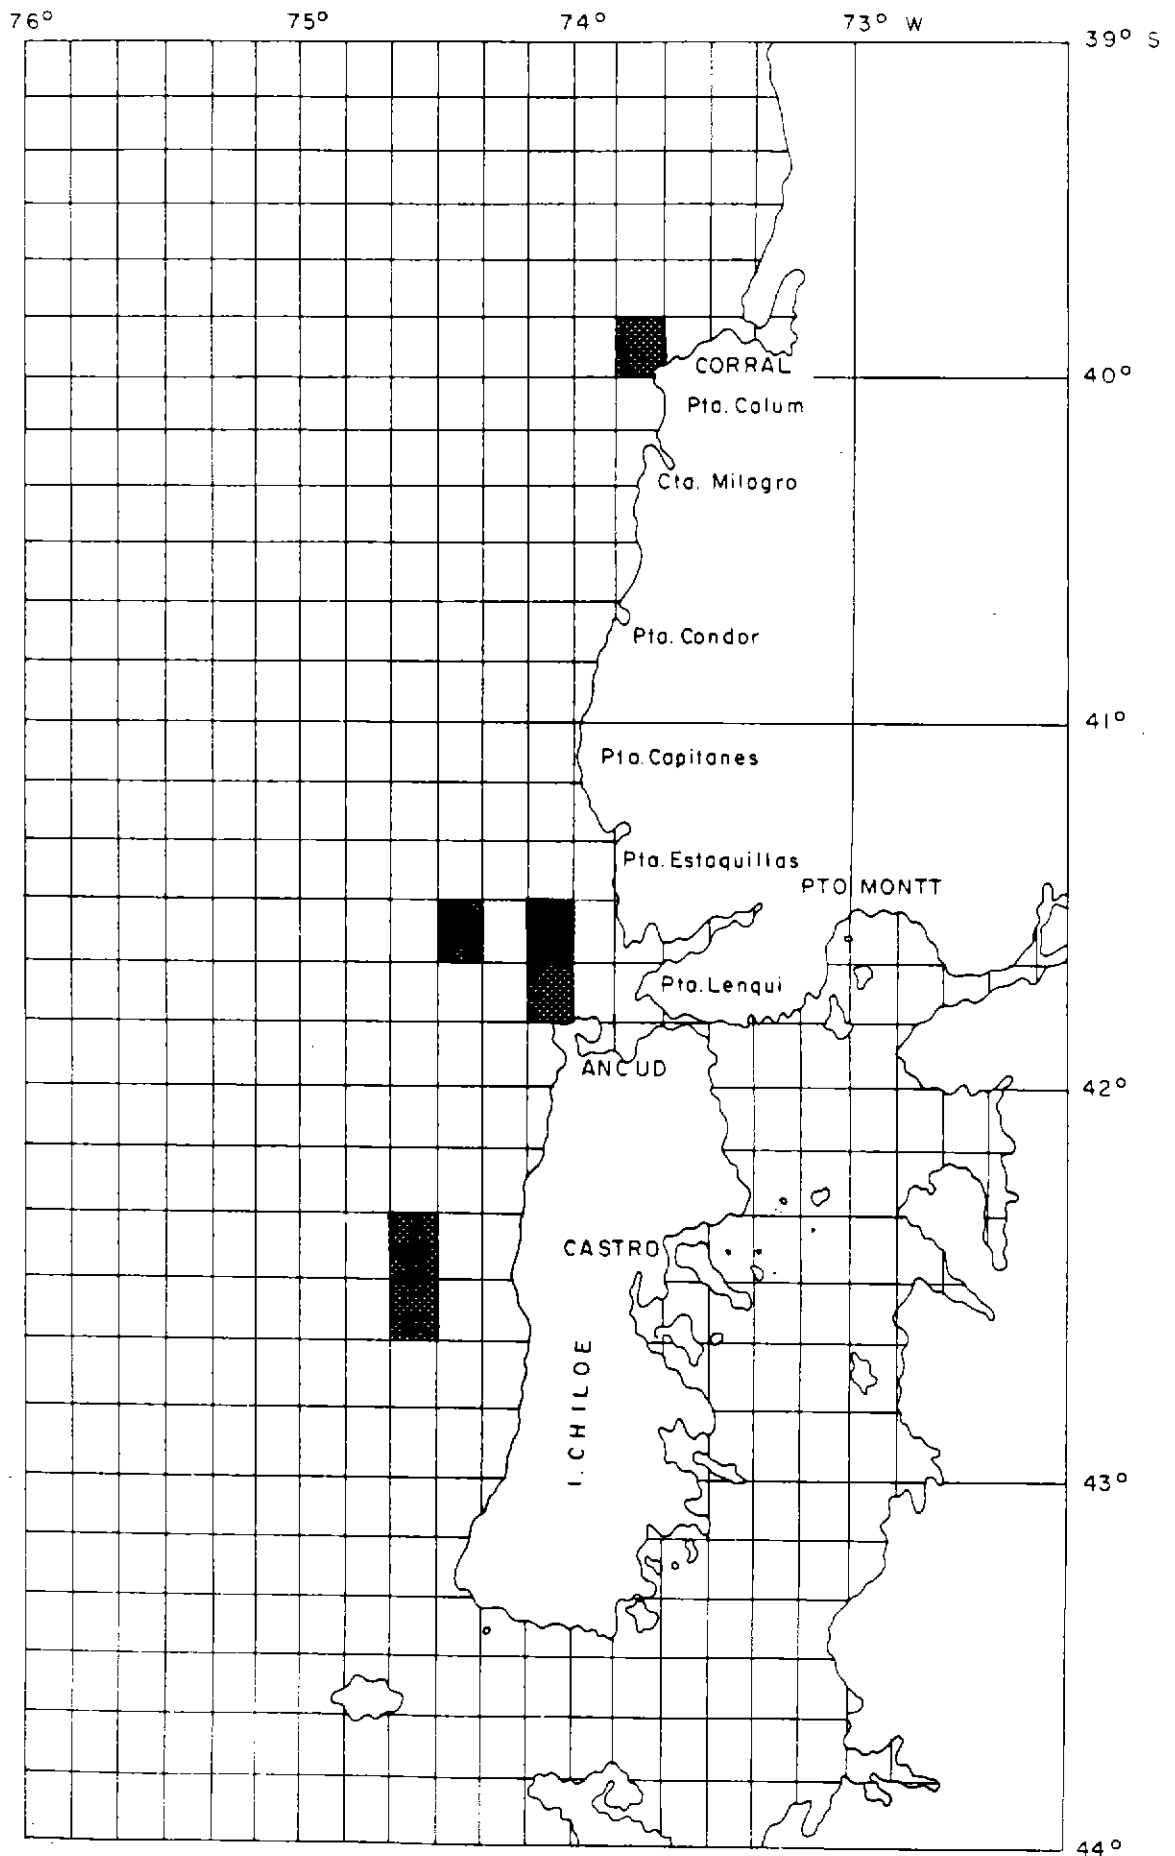 76° 75° 74° 73° W
39° S
CORRAL
40°
Pta. Calum
Cta. Milagro
Pta. Condor
41°
Pta. Capitanes
Pta. Estaquillas
PTO MONTT
Pta. Lenqui
ANCUD
42°
CASTRO
I. CHILOE
43°
44°